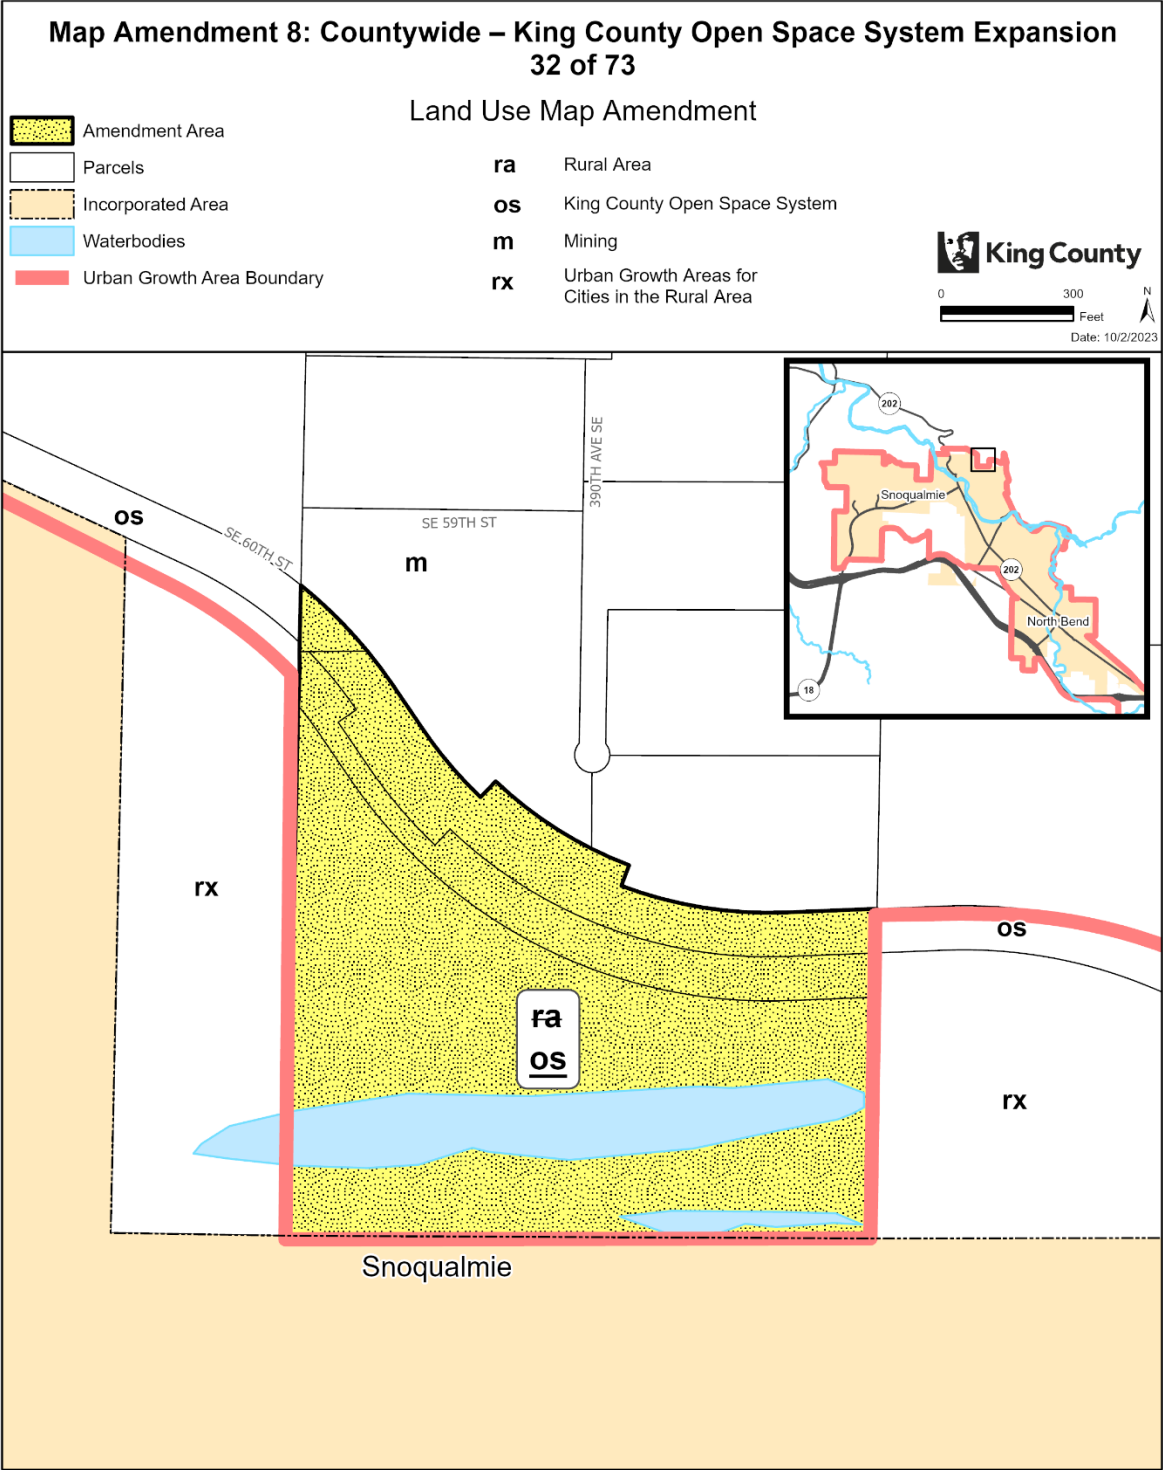 Map Amendment 8: Countywide – King County Open Space System Expansion
32 of 73
Land Use Map Amendment
Amendment Area
Parcels
Incorporated Area
Waterbodies
Urban Growth Area Boundary
ra Rural Area
os King County Open Space System
m Mining
rx Urban Growth Areas for
Cities in the Rural Area
King County
0 300
Feet
N
Date: 10/2/2023
202
Snoqualmie
202
North Bend
18
390TH AVE SE
os
SE 60TH ST
SE 59TH ST
m
rx
os
ra
os
rx
Snoqualmie